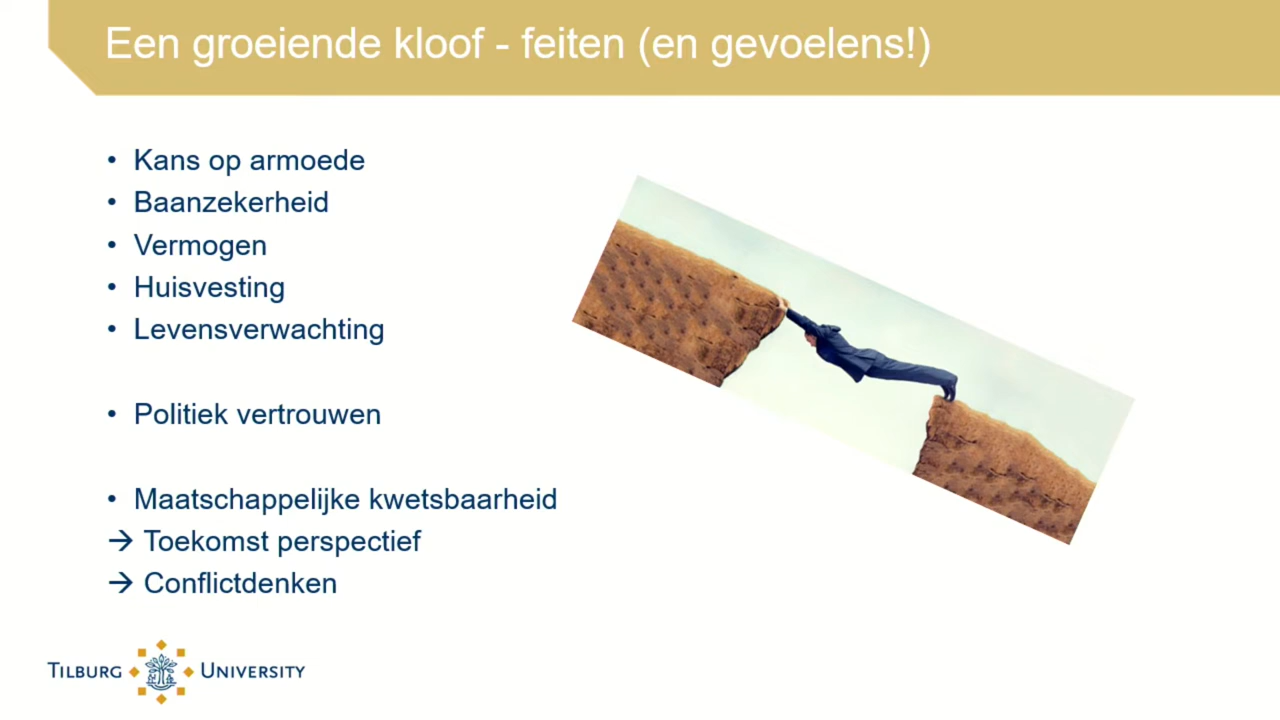 Een groeiende kloof - feiten (en gevoelens!)
• Kans op armoede
• Baanzekerheid
• Vermogen
• Huisvesting
• Levensverwachting
• Politiek vertrouwen
• Maatschappelijke kwetsbaarheid
→ Toekomst perspectief
→ Conflictdenken
TILBURG UNIVERSITY